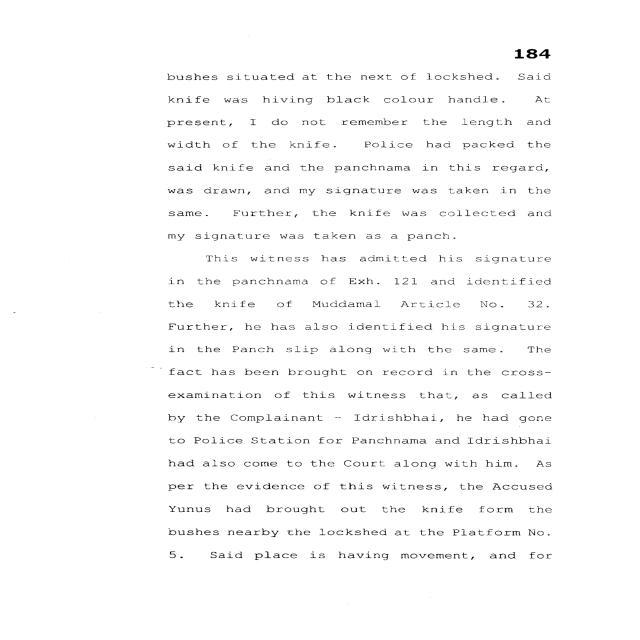 184
bushes situated at the next of lockshed. Said
knife was hiving black colour handle. At
present, I do not remember the length and
width of the knife. Police had packed the
said knife and the panchnama in this regard,
was drawn, and my signature was taken in the
same. Further, the knife was collected and
my signature was taken as a panch.
This witness has admitted his signature
in the panchnama of Exh. 121 and identified
the knife of Muddamal Article No. 32.
Further, he has also identified his signature
in the Panch slip along with the same. The
fact has been brought on record in the cross-
examination of this witness that, as called
by the Complainant - Idrishbhai, he had gone
to Police Station for Panchnama and Idrishbhai
had also come to the Court along with him. As
per the evidence of this witness, the Accused
Yunus had brought out the knife form the
bushes nearby the lockshed at the Platform No.
5. Said place is having movement, and for